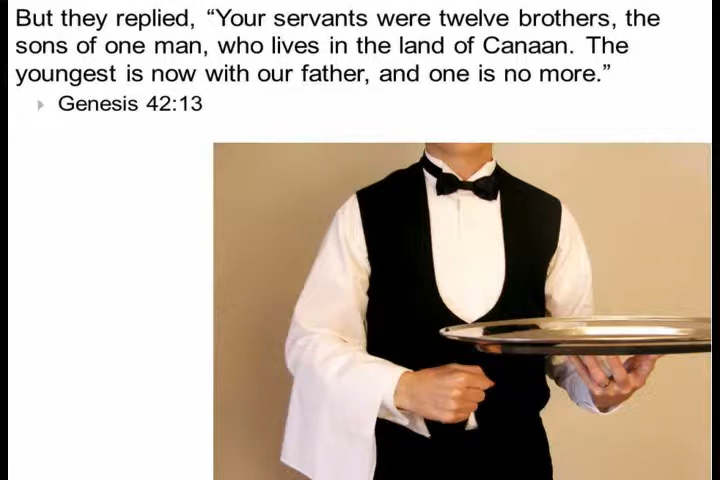 But they replied, “Your servants were twelve brothers, the
sons of one man, who lives in the land of Canaan. The
youngest is now with our father, and one is no more.”
Genesis 42:13